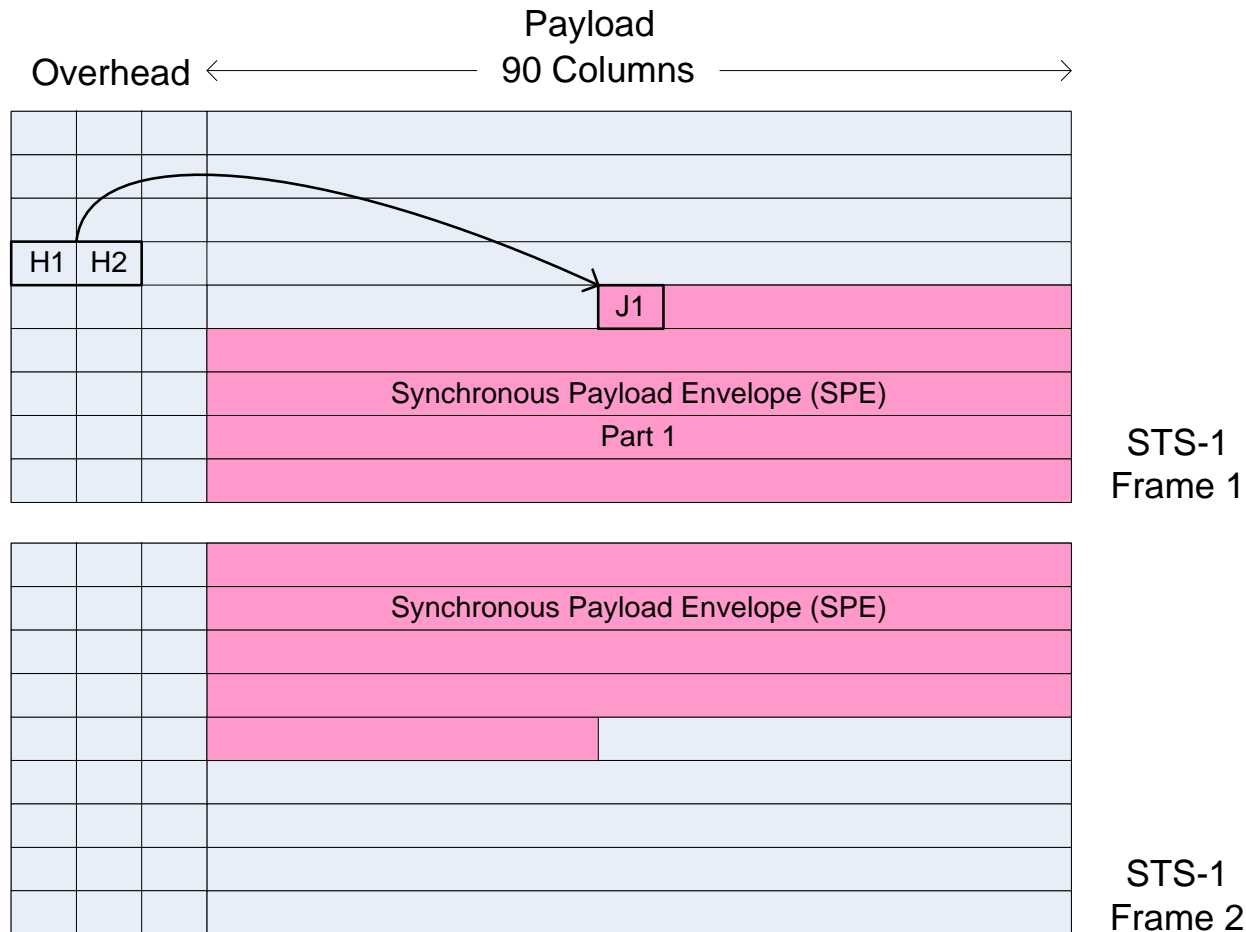 Payload
Overhead 90 Columns
H1 H2
J1
Synchronous Payload Envelope (SPE)
Part 1
STS-1
Frame 1
Synchronous Payload Envelope (SPE)
STS-1
Frame 2